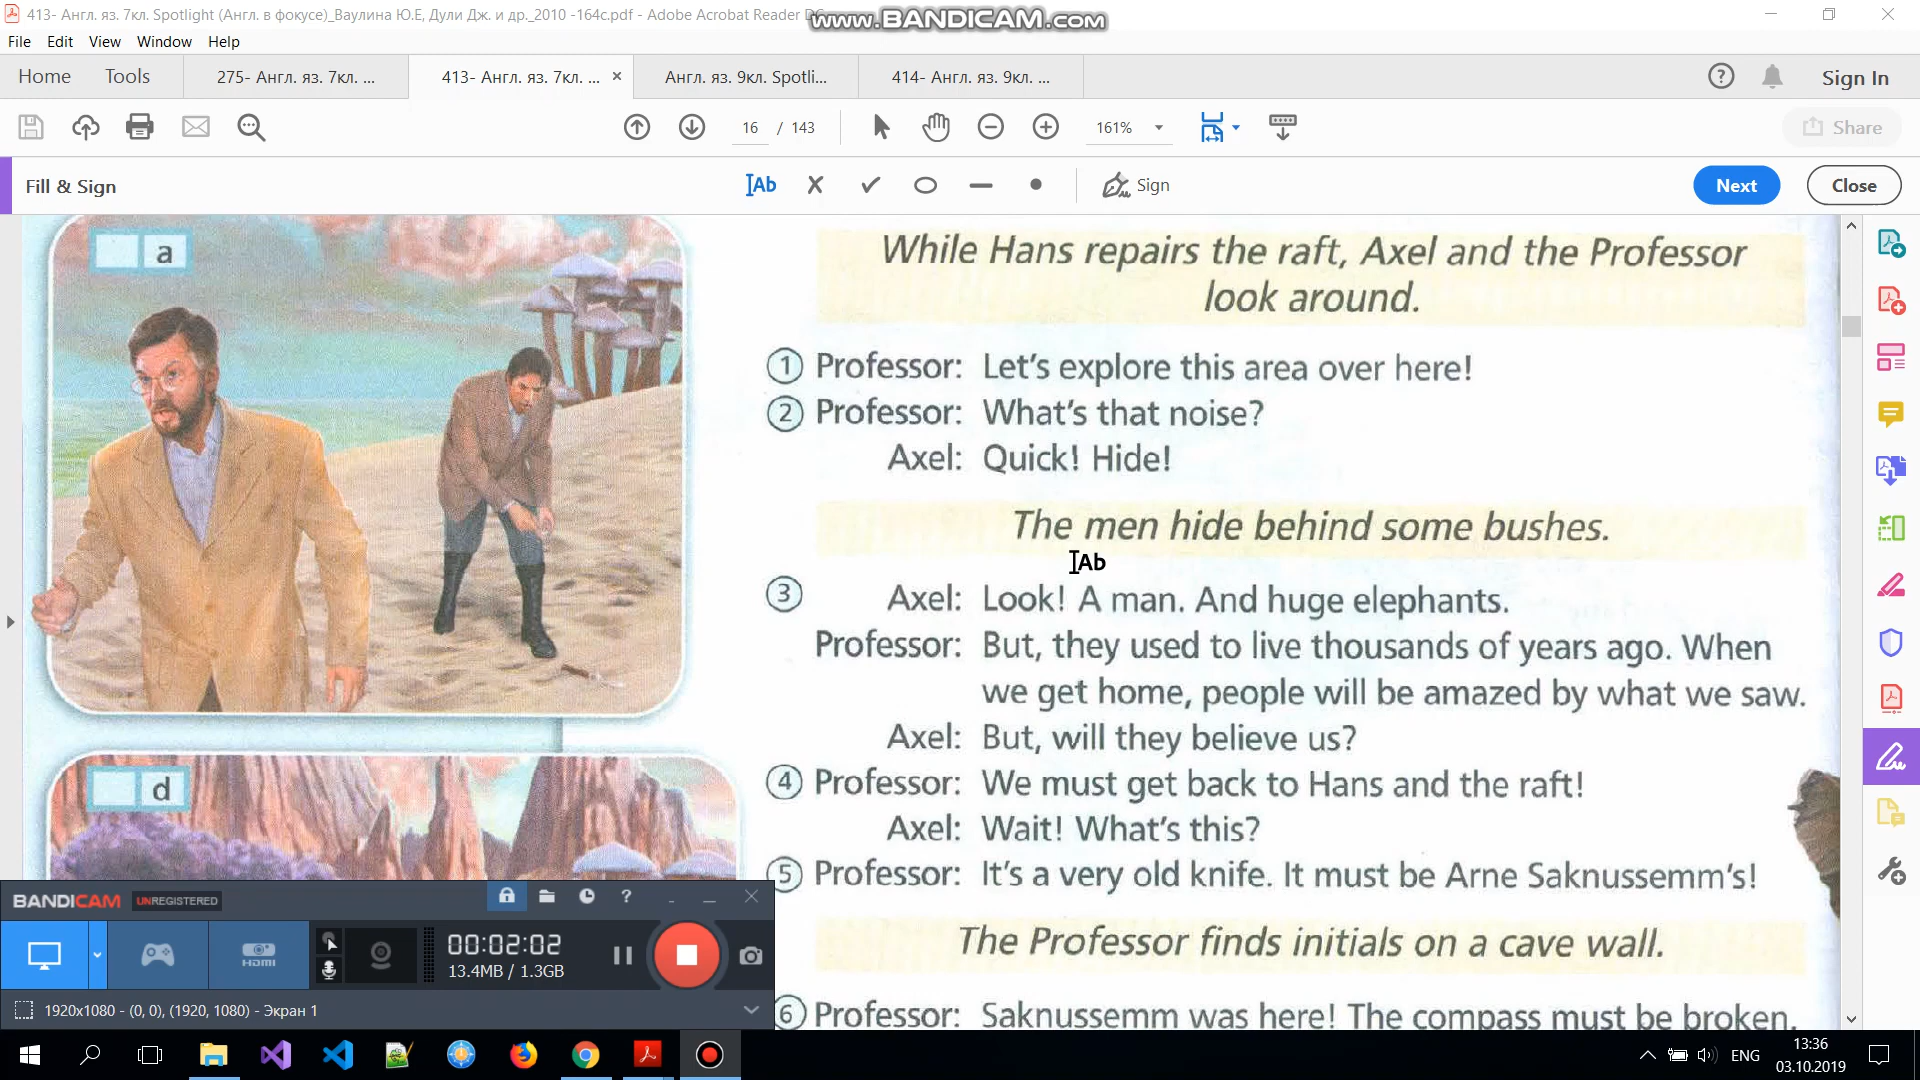 413- Англ. яз. 7кл. Spotlight (Англ. в фокусе)_Ваулина Ю.Е, Дули Дж. и др._2010 -164с.pdf - Adobe Acrobat Reader DC
www.BANDICAM.com
File Edit View Window Help
Home Tools 275- Англ. яз. 7кл. ... 413- Англ. яз. 7кл. ... Англ. яз. 9кл. Spotli... 414- Англ. яз. 9кл. ... Sign In
16 / 143 161% Share
Fill & Sign Ab Sign Next Close
a
While Hans repairs the raft, Axel and the Professor
look around.
1 Professor: Let's explore this area over here!
2 Professor: What's that noise?
Axel: Quick! Hide!
The men hide behind some bushes.
Ab
3 Axel: Look! A man. And huge elephants.
Professor: But, they used to live thousands of years ago. When
we get home, people will be amazed by what we saw.
Axel: But, will they believe us?
4 Professor: We must get back to Hans and the raft!
Axel: Wait! What's this?
5 Professor: It's a very old knife. It must be Arne Saknussemm's!
The Professor finds initials on a cave wall.
6 Professor: Saknussemm was here! The compass must be broken.
d
BANDICAM UNREGISTERED
HDMI
00:02:02
13.4MB / 1.3GB
1920x1080 - (0, 0), (1920, 1080) - Экран 1
ENG
13:36
03.10.2019